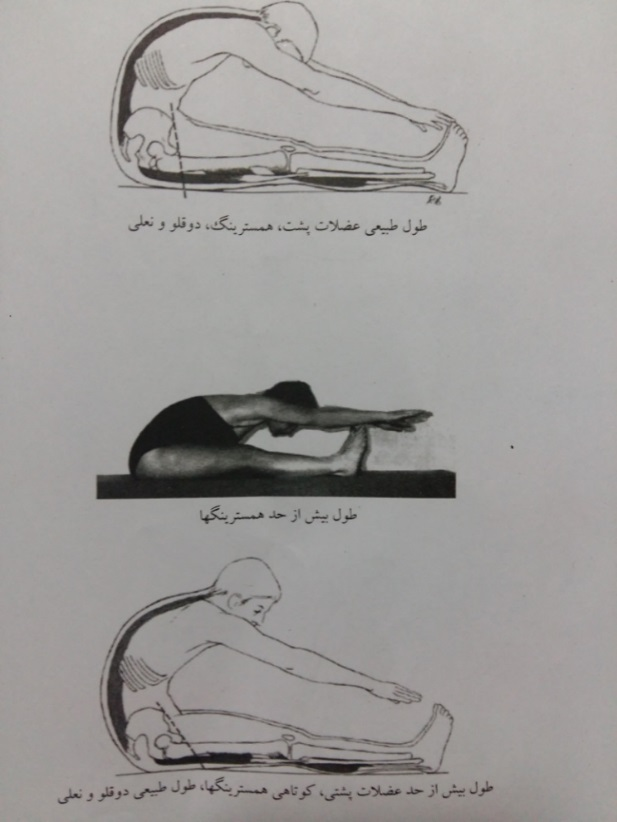 طول طبیعی عضلات پشت، همسترینگ، دوقلو و نعلی
طول بیش از حد همسترینگها
طول بیش از حد عضلات پشتی، کوتاهی همسترینگها، طول طبیعی دوقلو و نعلی